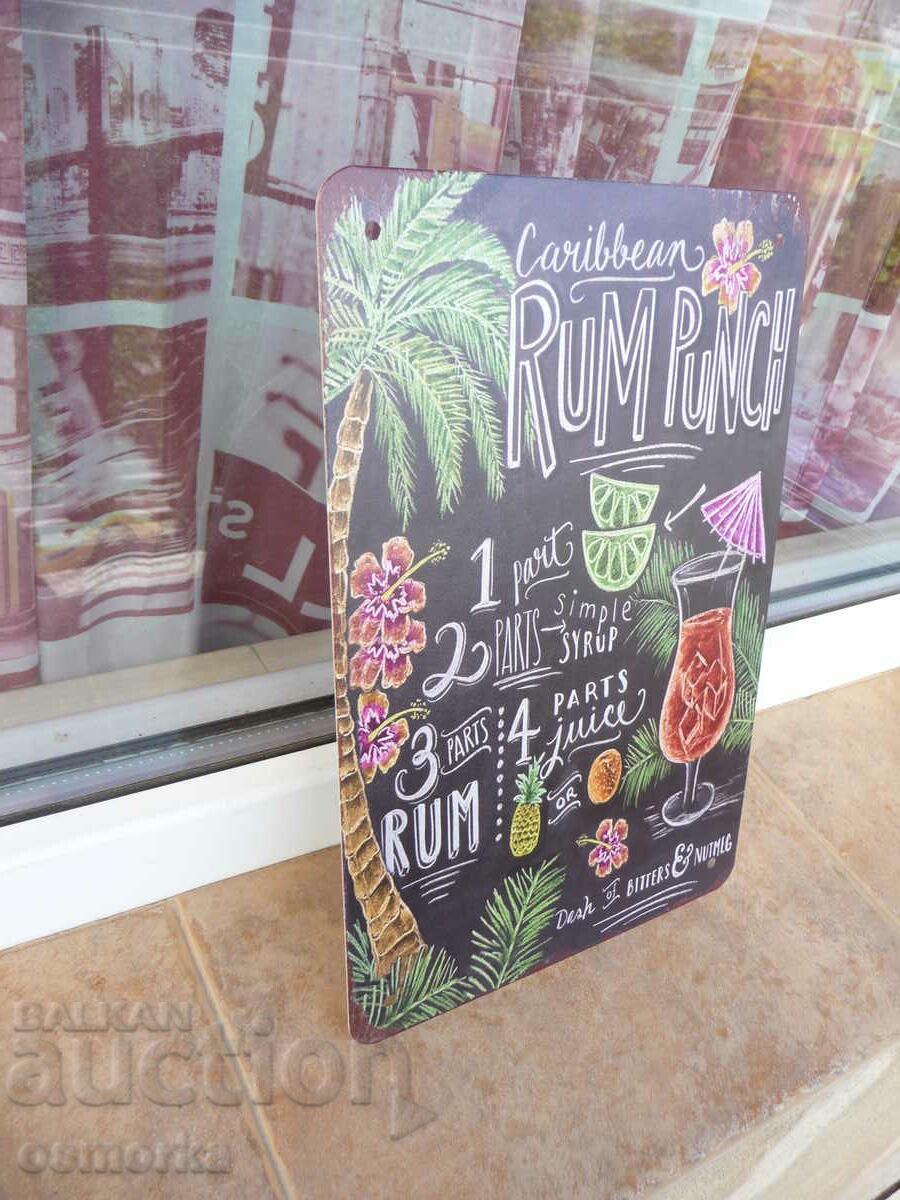 Caribbean
RUM PUNCH
1 part
2 PARTS simple SYRUP
3 PARTS RUM
4 PARTS juice
OR
Dash of BITTERS & NUTMEG
S
L
BALKAN
auction
osmorka